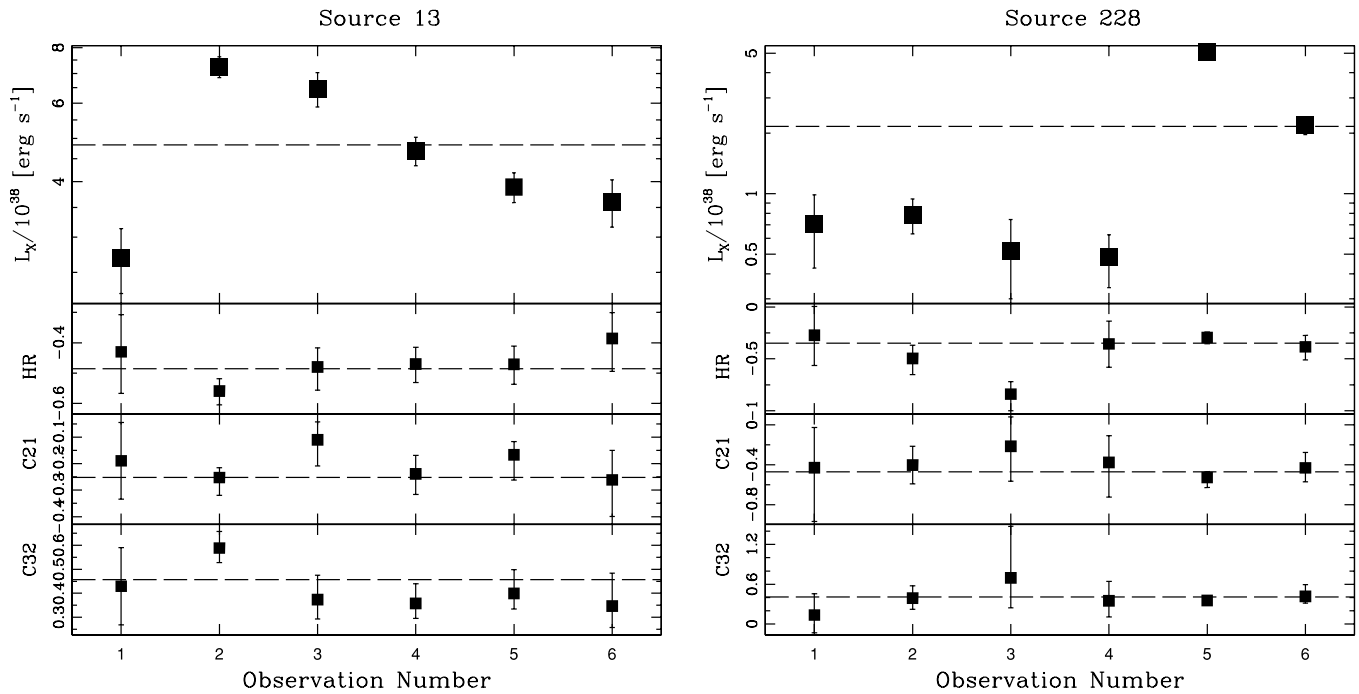 Source 13
Source 228
L_X/10^38 [erg s^-1]
8
6
4
HR
-0.4
-0.6
C21
-0.1
-0.2
-0.3
-0.4
C32
0.6
0.5
0.4
0.3
1 2 3 4 5 6
Observation Number
L_X/10^38 [erg s^-1]
5
1
0.5
HR
0
-0.5
-1
C21
0
-0.4
-0.8
C32
1.2
0.6
0
1 2 3 4 5 6
Observation Number